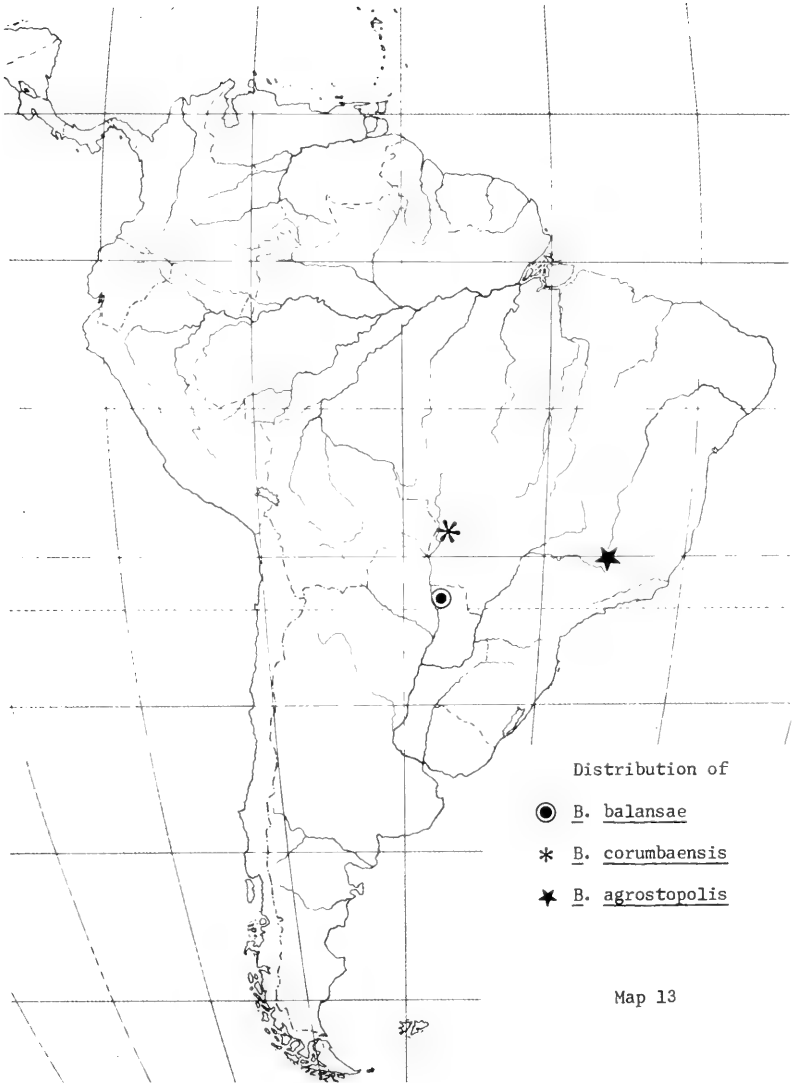 Distribution of
B. balansae
B. corumbaensis
B. agrostopolis
Map 13